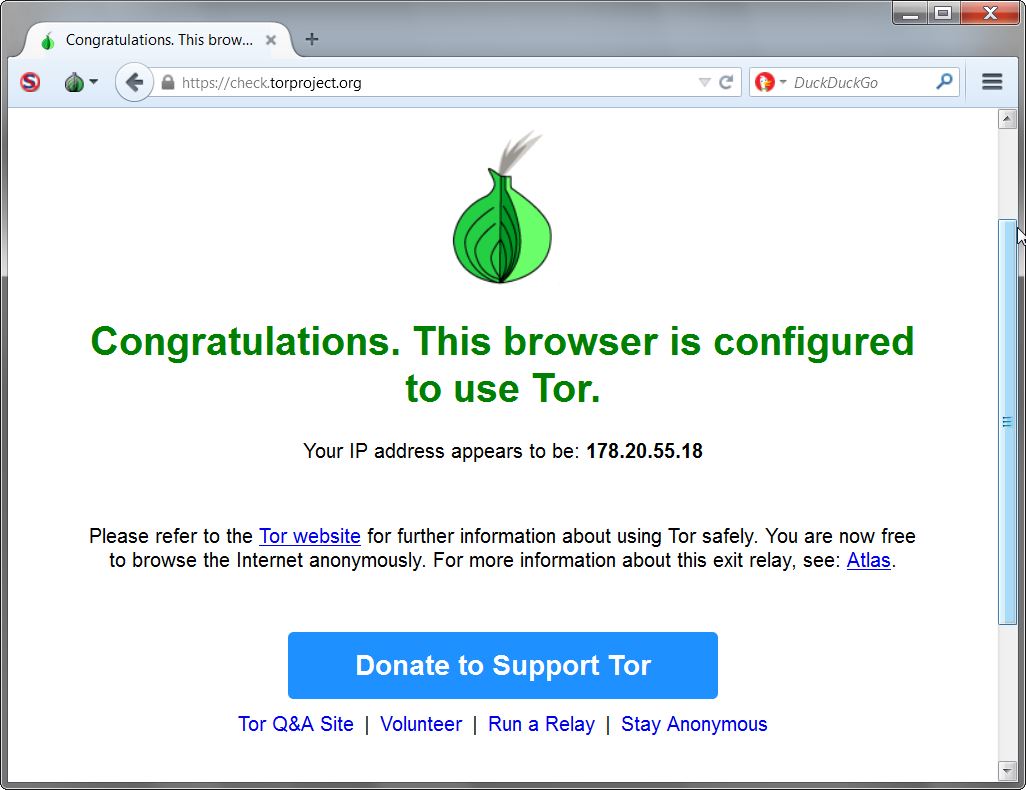 Congratulations. This brow...
https://check.torproject.org
DuckDuckGo
Congratulations. This browser is configured
to use Tor.
Your IP address appears to be: 178.20.55.18
Please refer to the Tor website for further information about using Tor safely. You are now free
to browse the Internet anonymously. For more information about this exit relay, see: Atlas.
Donate to Support Tor
Tor Q&A Site | Volunteer | Run a Relay | Stay Anonymous